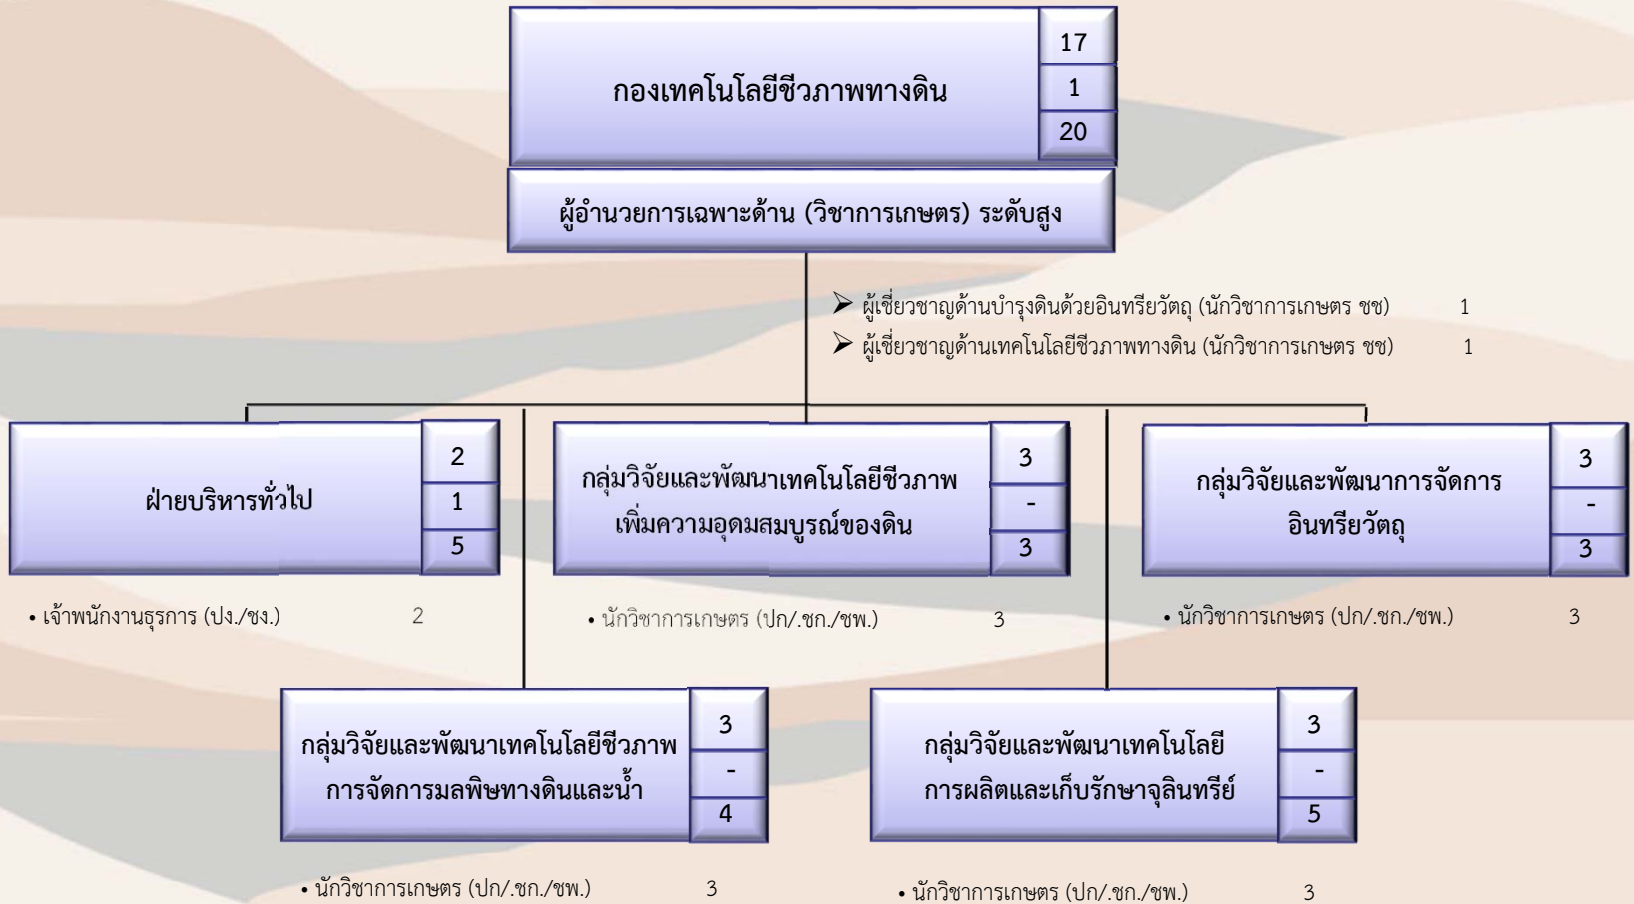 กองเทคโนโลยีชีวภาพทางดิน
17
1
20
ผู้อำนวยการเฉพาะด้าน (วิชาการเกษตร) ระดับสูง
➤ ผู้เชี่ยวชาญด้านบำรุงดินด้วยอินทรียวัตถุ (นักวิชาการเกษตร ชช) 1
➤ ผู้เชี่ยวชาญด้านเทคโนโลยีชีวภาพทางดิน (นักวิชาการเกษตร ชช) 1
ฝ่ายบริหารทั่วไป
2
1
5
• เจ้าพนักงานธุรการ (ปง./ชง.) 2
กลุ่มวิจัยและพัฒนาเทคโนโลยีชีวภาพ
เพิ่มความอุดมสมบูรณ์ของดิน
3
-
3
• นักวิชาการเกษตร (ปก/.ชก./ชพ.) 3
กลุ่มวิจัยและพัฒนาการจัดการ
อินทรียวัตถุ
3
-
3
• นักวิชาการเกษตร (ปก/.ชก./ชพ.) 3
กลุ่มวิจัยและพัฒนาเทคโนโลยีชีวภาพ
การจัดการมลพิษทางดินและน้ำ
3
-
4
• นักวิชาการเกษตร (ปก/.ชก./ชพ.) 3
กลุ่มวิจัยและพัฒนาเทคโนโลยี
การผลิตและเก็บรักษาจุลินทรีย์
3
-
5
• นักวิชาการเกษตร (ปก/.ชก./ชพ.) 3